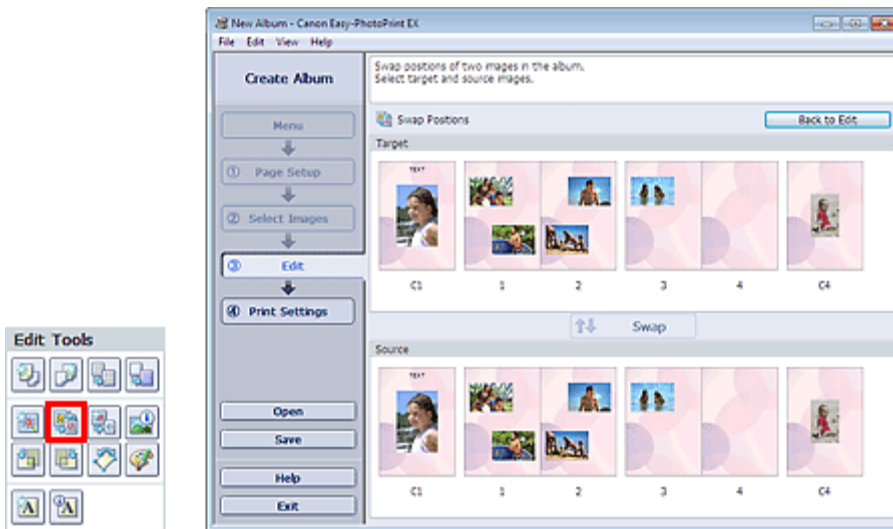 New Album - Canon Easy-PhotoPrint EX
File Edit View Help
Create Album
Menu
① Page Setup
② Select Images
③ Edit
④ Print Settings
Open
Save
Help
Exit
Swap positions of two images in the album.
Select target and source images.
Swap Positions
Back to Edit
Target
TEXT
C1 1 2 3 4 C4
Swap
Source
TEXT
C1 1 2 3 4 C4
Edit Tools
A A